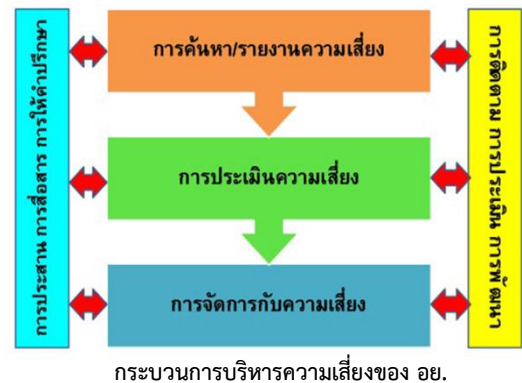 การประสาน การสื่อสาร การให้คำปรึกษา
การค้นหา/รายงานความเสี่ยง
การประเมินความเสี่ยง
การจัดการกับความเสี่ยง
การติดตาม การประเมิน การพัฒนา
กระบวนการบริหารความเสี่ยงของ อย.